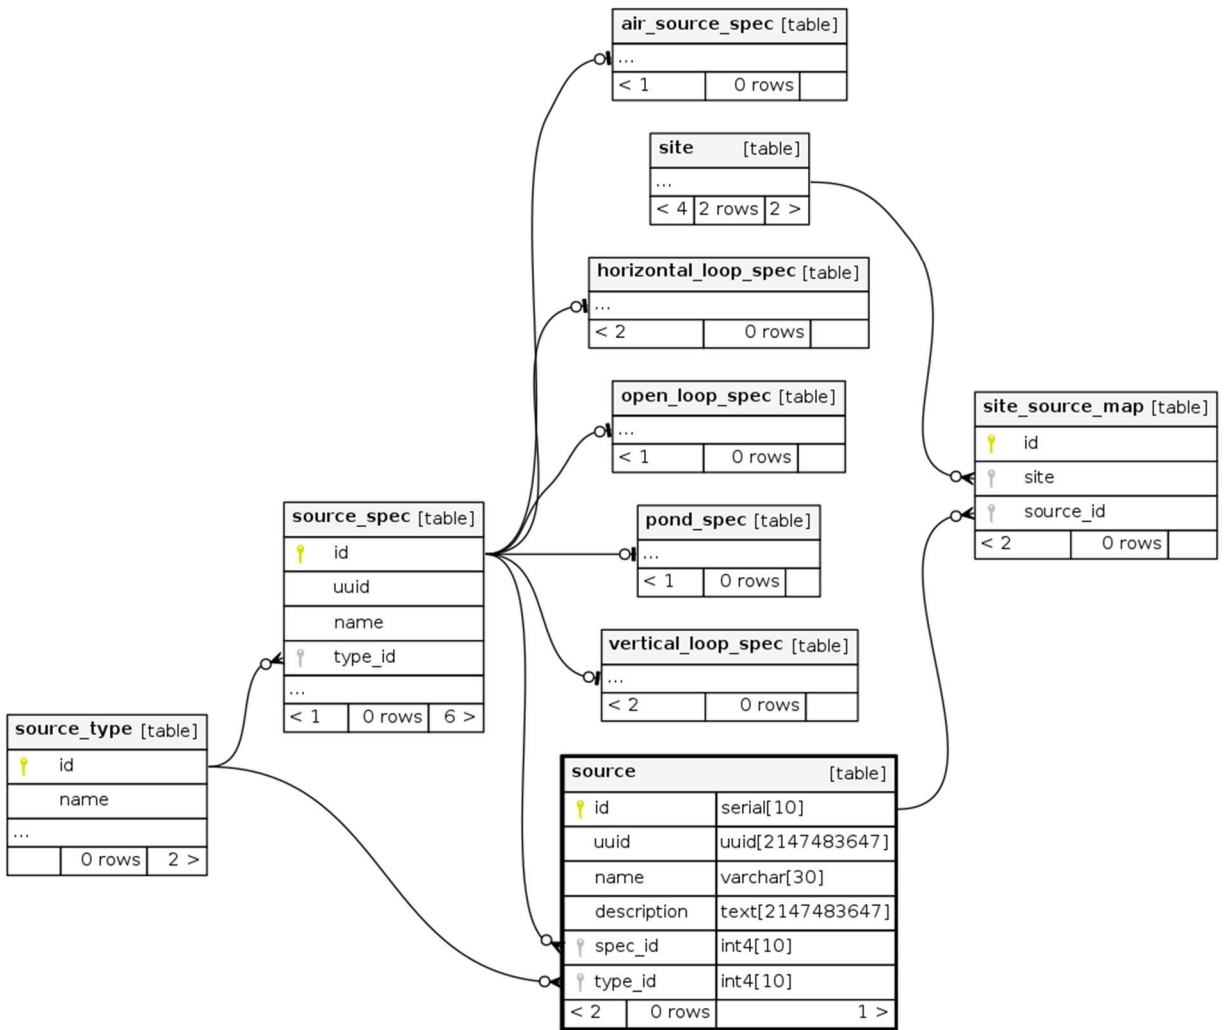 air_source_spec [table]
...
< 1 0 rows
site [table]
...
< 4 2 rows 2 >
horizontal_loop_spec [table]
...
< 2 0 rows
open_loop_spec [table]
...
< 1 0 rows
site_source_map [table]
id
site
source_id
< 2 0 rows
source_spec [table]
id
uuid
name
type_id
...
< 1 0 rows 6 >
pond_spec [table]
...
< 1 0 rows
vertical_loop_spec [table]
...
< 2 0 rows
source_type [table]
id
name
...
0 rows 2 >
source [table]
id serial[10]
uuid uuid[2147483647]
name varchar[30]
description text[2147483647]
spec_id int4[10]
type_id int4[10]
< 2 0 rows 1 >